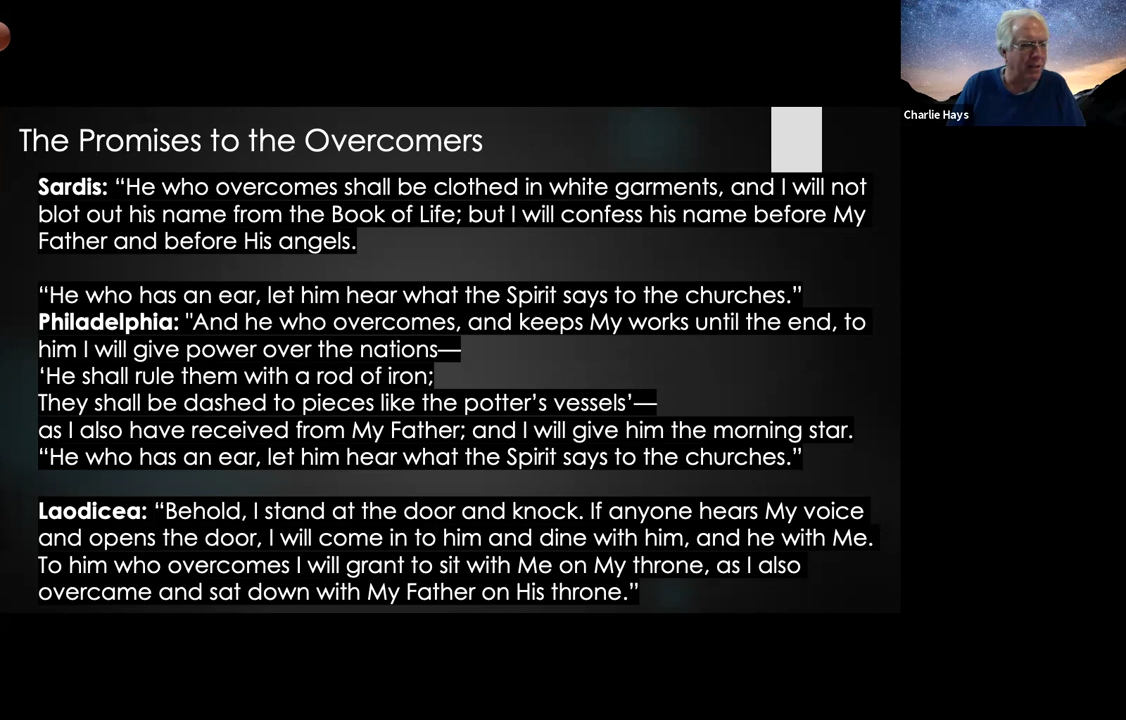 Charlie Hays
The Promises to the Overcomers
Sardis: “He who overcomes shall be clothed in white garments, and I will not
blot out his name from the Book of Life; but I will confess his name before My
Father and before His angels.
“He who has an ear, let him hear what the Spirit says to the churches.”
Philadelphia: "And he who overcomes, and keeps My works until the end, to
him I will give power over the nations—
‘He shall rule them with a rod of iron;
They shall be dashed to pieces like the potter’s vessels’—
as I also have received from My Father; and I will give him the morning star.
“He who has an ear, let him hear what the Spirit says to the churches.”
Laodicea: “Behold, I stand at the door and knock. If anyone hears My voice
and opens the door, I will come in to him and dine with him, and he with Me.
To him who overcomes I will grant to sit with Me on My throne, as I also
overcame and sat down with My Father on His throne.”